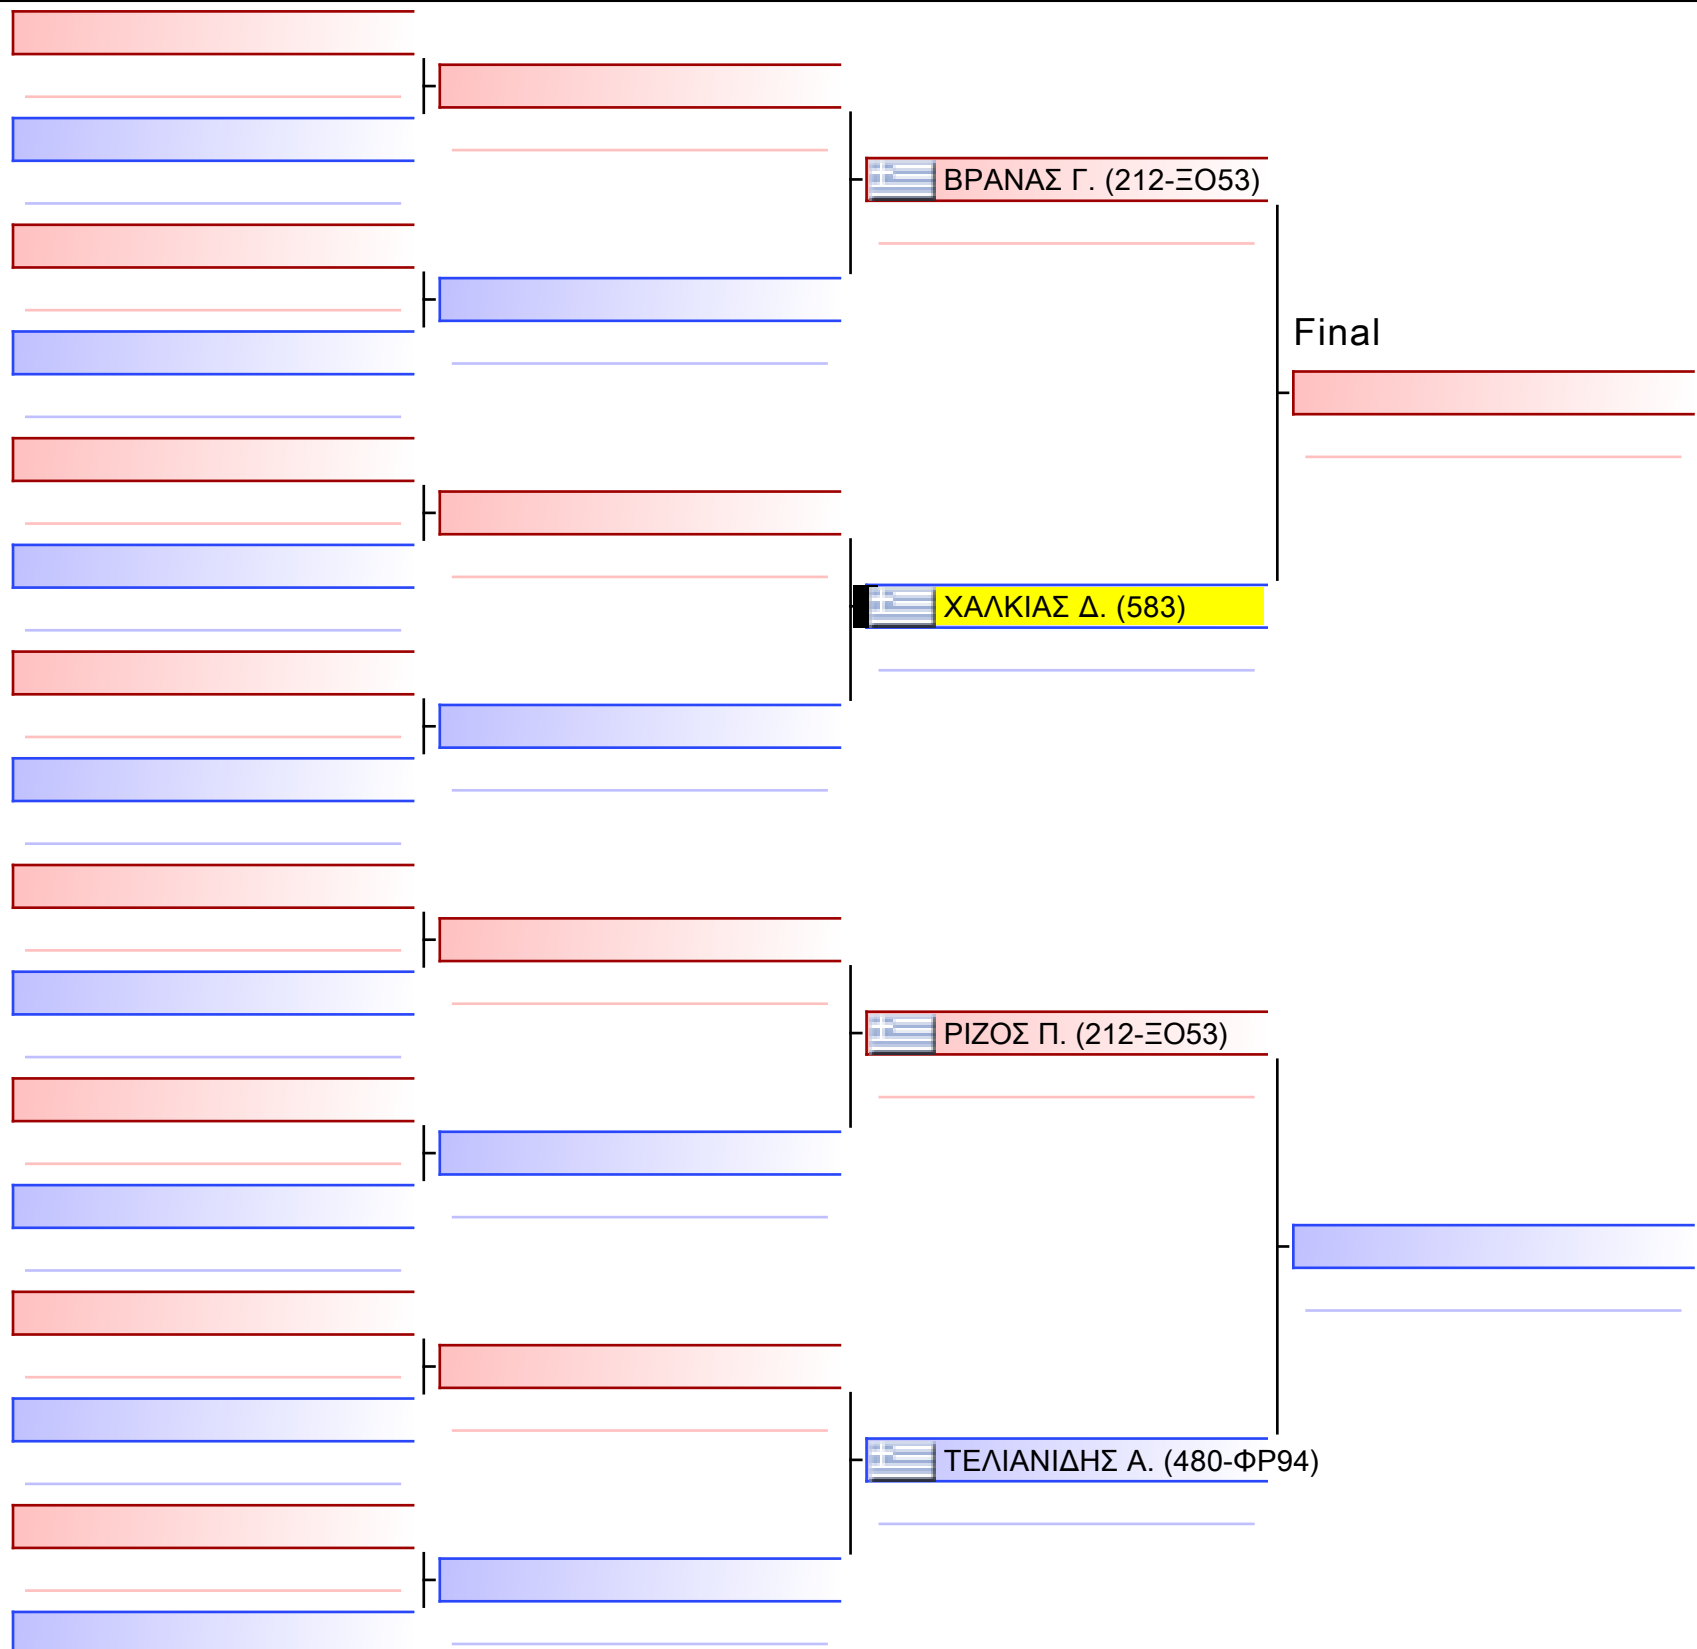 ΒΡΑΝΑΣ Γ. (212-ΞΟ53)
Final
ΧΑΛΚΙΑΣ Δ. (583)
ΡΙΖΟΣ Π. (212-ΞΟ53)
ΤΕΛΙΑΝΙΔΗΣ Α. (480-ΦΡ94)